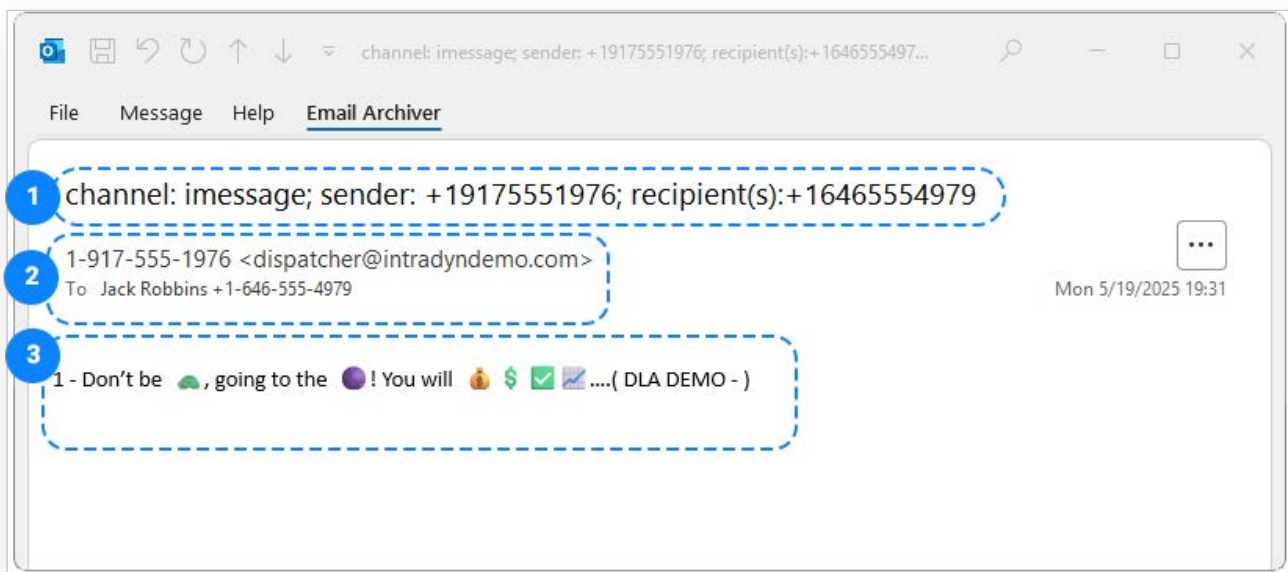 channel: imessage; sender: +19175551976; recipient(s):+1646555497...
File Message Help Email Archiver
1 channel: imessage; sender: +19175551976; recipient(s):+16465554979
...
1-917-555-1976 <dispatcher@intradyndemo.com>
2 To Jack Robbins +1-646-555-4979 Mon 5/19/2025 19:31
3
1 - Don't be 🐢, going to the 🌑! You will 💰 💲 ✅ 📈 ....( DLA DEMO - )